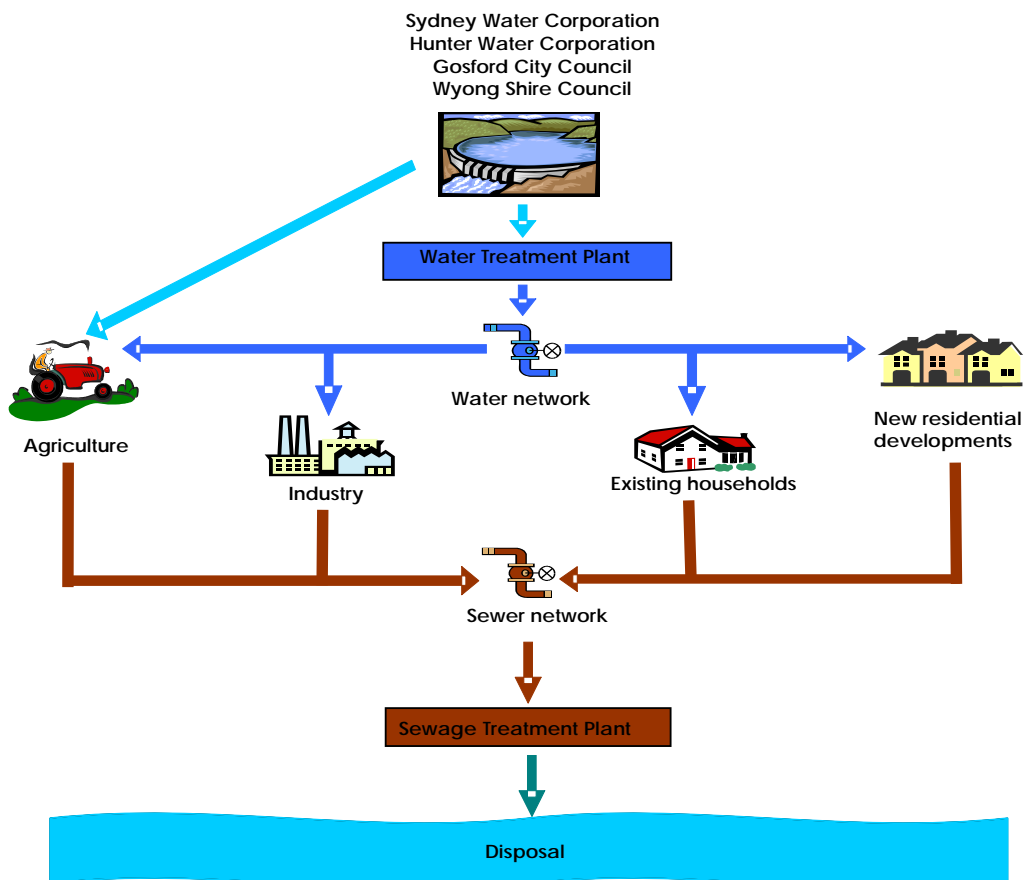 Sydney Water Corporation
Hunter Water Corporation
Gosford City Council
Wyong Shire Council
Water Treatment Plant
Water network
Agriculture
Industry
Existing households
New residential
developments
Sewer network
Sewage Treatment Plant
Disposal